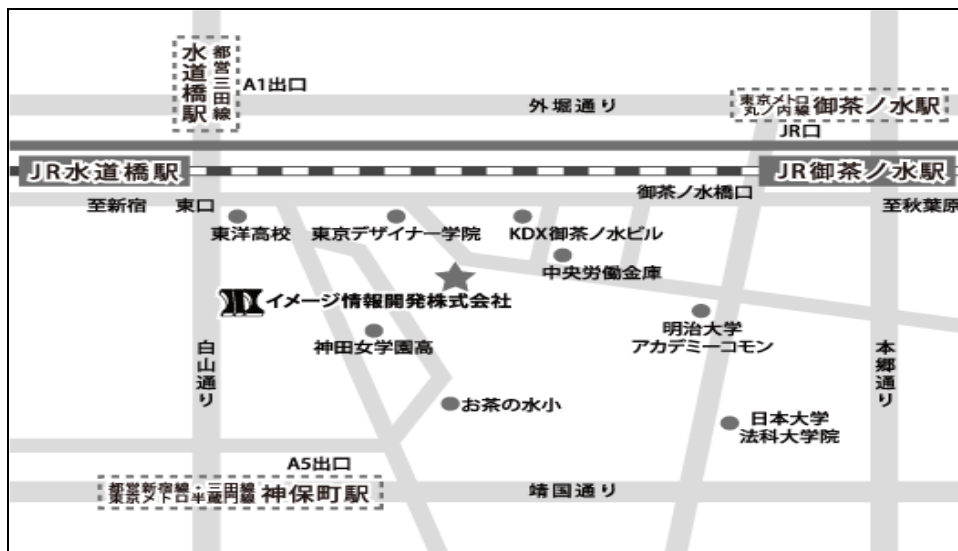 水道橋駅
都営三田線
A1出口
外堀通り
東京メトロ
丸ノ内線
御茶ノ水駅
JR口
JR水道橋駅
JR御茶ノ水駅
御茶ノ水橋口
至新宿
東口
至秋葉原
東洋高校
東京デザイナー学院
KDX御茶ノ水ビル
中央労働金庫
イメージ情報開発株式会社
神田女学園高
明治大学
アカデミーコモン
白山通り
本郷通り
お茶の水小
日本大学
法科大学院
A5出口
都営新宿線・三田線
東京メトロ半蔵門線
神保町駅
靖国通り